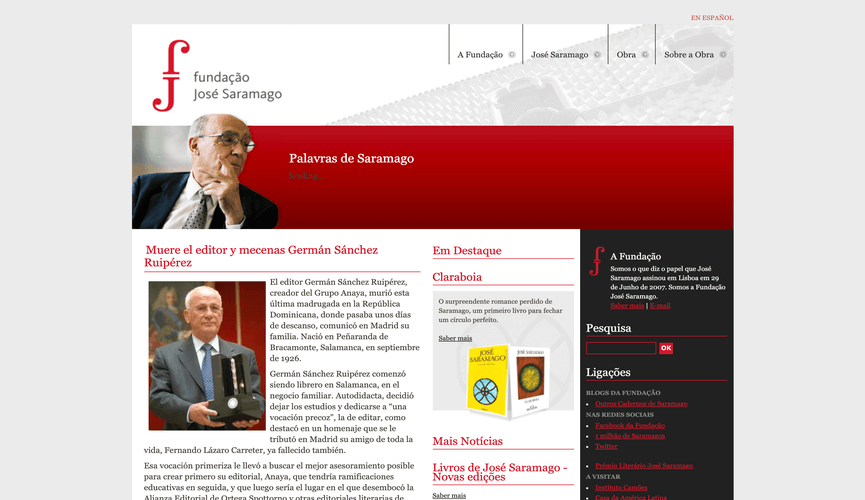 EN ESPAÑOL
fundação
José Saramago
A Fundação
José Saramago
Obra
Sobre a Obra
Palavras de Saramago
Muere el editor y mecenas Germán Sánchez
Ruipérez
El editor Germán Sánchez Ruipérez,
creador del Grupo Anaya, murió esta
última madrugada en la República
Dominicana, donde pasaba unos días
de descanso, comunicó en Madrid su
familia. Nació en Peñaranda de
Bracamonte, Salamanca, en septiembre
de 1926.
Germán Sánchez Ruipérez comenzó
siendo librero en Salamanca, en el
negocio familiar. Autodidacta, decidió
dejar los estudios y dedicarse a “una
vocación precoz”, la de editar, como
destacó en un homenaje que se le
tributó en Madrid su amigo de toda la
vida, Fernando Lázaro Carreter, ya fallecido también.
Esa vocación primeriza le llevó a buscar el mejor asesoramiento posible
para crear primero su editorial, Anaya, que tendría ramificaciones
educativas en seguida, y que luego sería el lugar en el que desembocó la
Alianza Editorial de Ortega Spottorno y otras editoriales literarias de
Em Destaque
Claraboia
O surpreendente romance perdido de
Saramago, um primeiro livro para fechar
um círculo perfeito.
Saber mais
JOSÉ
SARAMAGO
JOSÉ
SARAMAGO
Mais Notícias
Livros de José Saramago -
Novas edições
Saber mais
A Fundação
Somos o que diz o papel que José
Saramago assinou em Lisboa em 29
de Junho de 2007. Somos a Fundação
José Saramago.
Saber mais | E-mail
Pesquisa
OK
Ligações
BLOGS DA FUNDAÇÃO
Outros Cadernos de Saramago
NAS REDES SOCIAIS
Facebook da Fundação
1 milhão de Saramagos
Twitter
Prémio Literário José Saramago
A VISITAR
Instituto Camões
Casa da América Latina